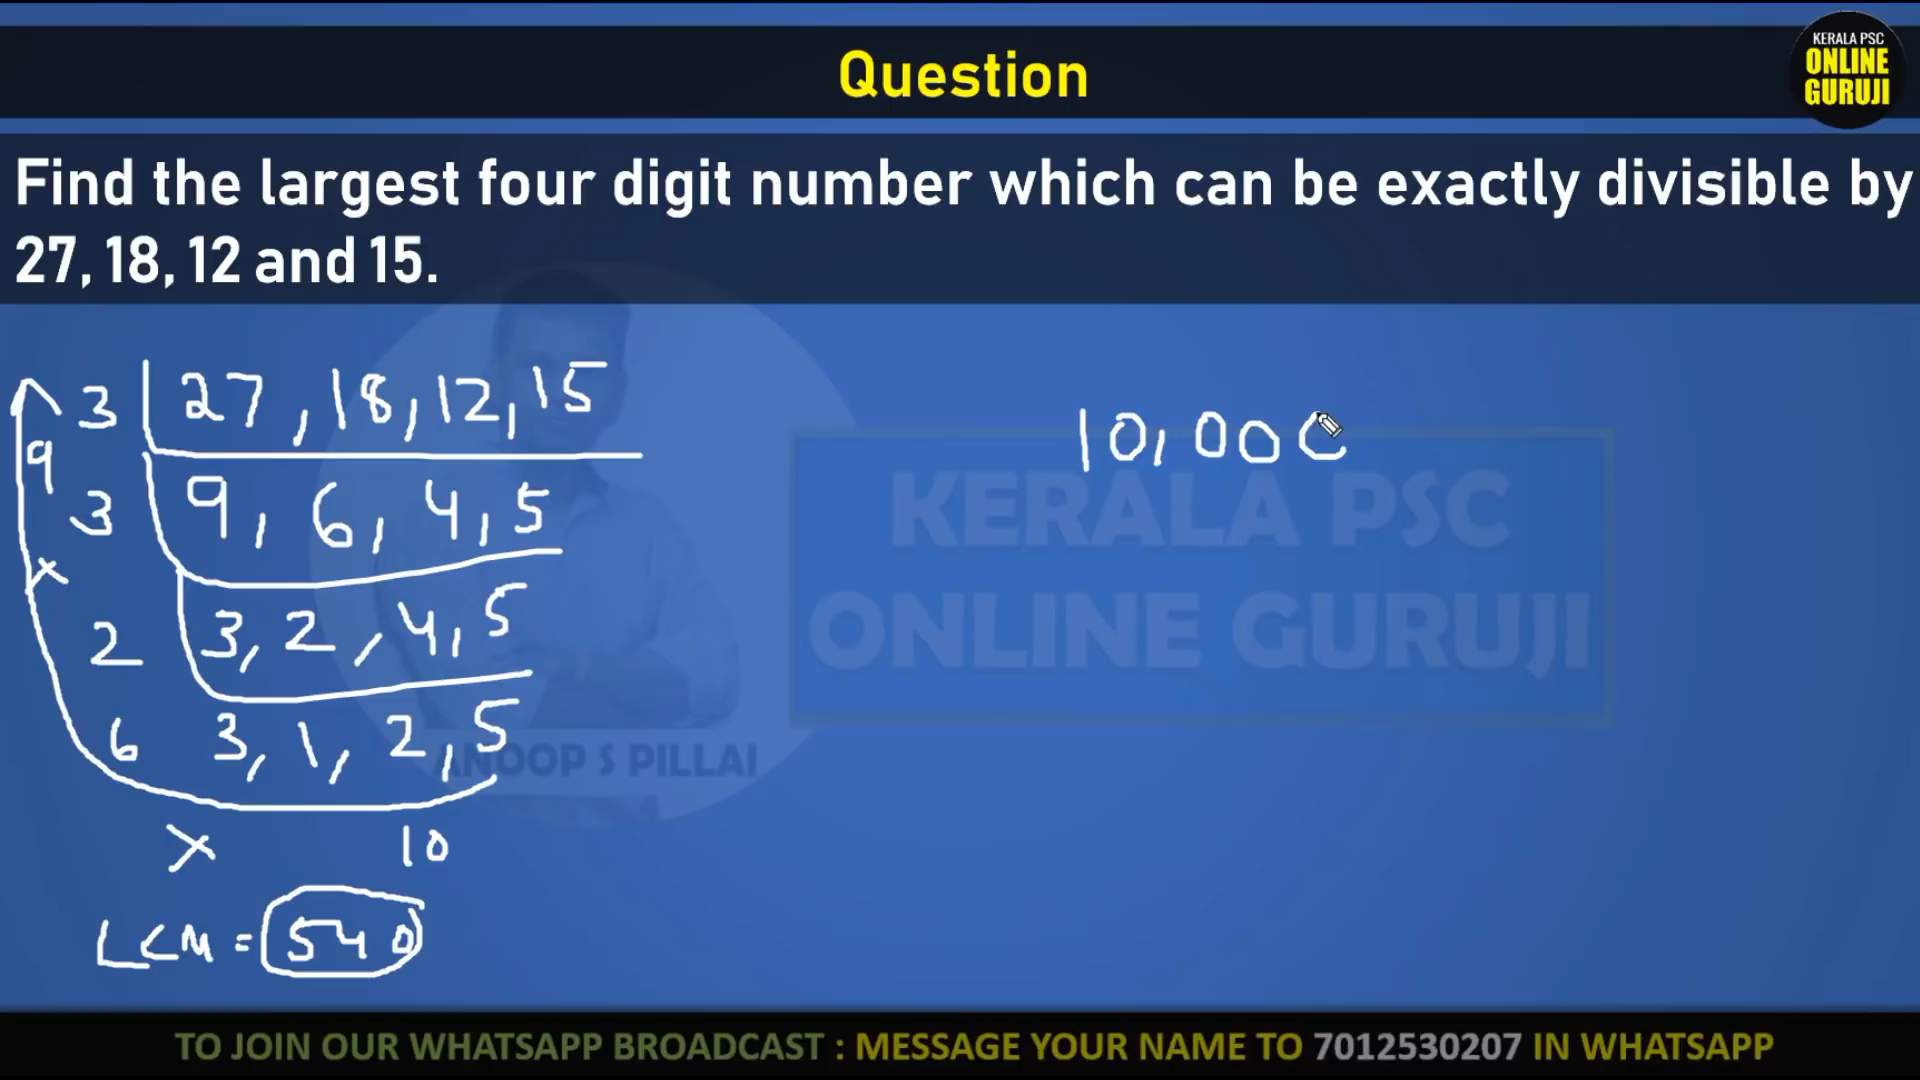 Question
KERALA PSC
ONLINE
GURUJI
Find the largest four digit number which can be exactly divisible by
27, 18, 12 and 15.
3 27, 18, 12, 15
9
3 9, 6, 4, 5
×
2 3, 2, 4, 5
6 3, 1, 2, 5
× 10
LCM = 540
10,000
KERALA PSC
ONLINE GURUJI
ANOOP S PILLAI
TO JOIN OUR WHATSAPP BROADCAST : MESSAGE YOUR NAME TO 7012530207 IN WHATSAPP